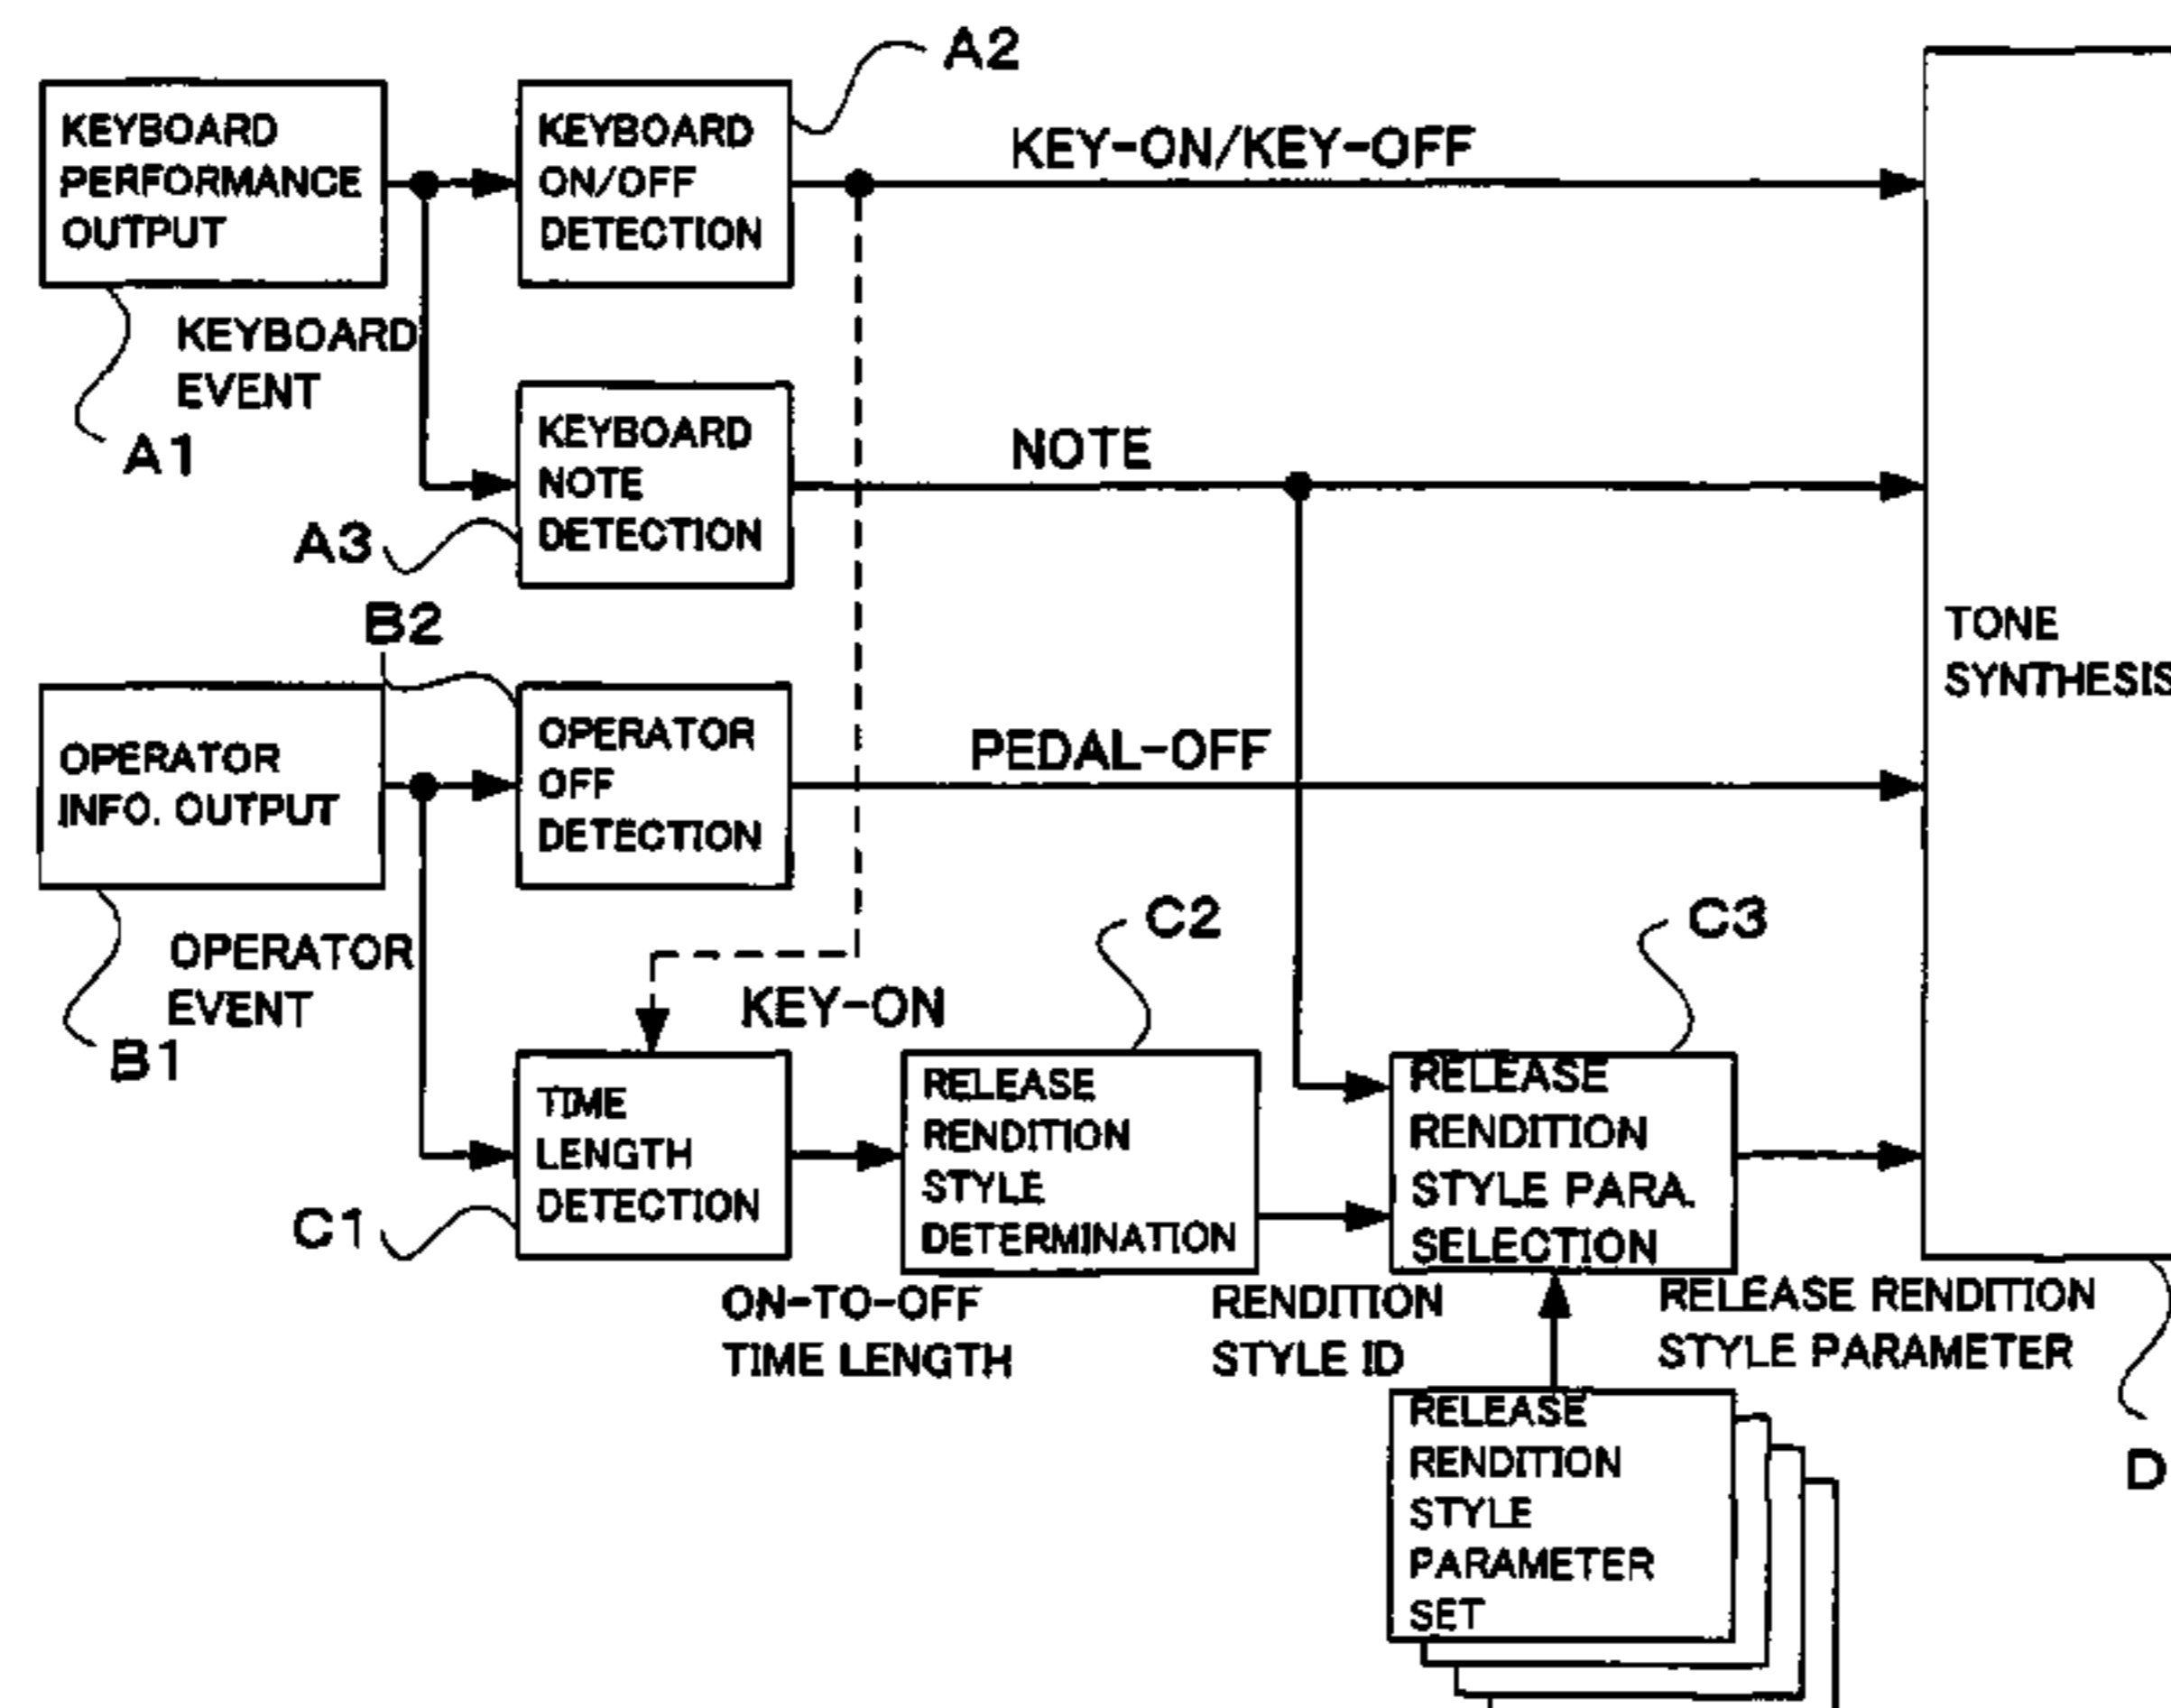 A2
KEYBOARD
PERFORMANCE
OUTPUT
KEYBOARD
ON/OFF
DETECTION
KEY-ON/KEY-OFF
KEYBOARD
EVENT
A1
KEYBOARD
NOTE
DETECTION
NOTE
A3
B2
TONE
SYNTHESIS
OPERATOR
INFO. OUTPUT
OPERATOR
OFF
DETECTION
PEDAL-OFF
C2
C3
OPERATOR
EVENT
B1
KEY-ON
TIME
LENGTH
DETECTION
C1
RELEASE
RENDITION
STYLE
DETERMINATION
RELEASE
RENDITION
STYLE PARA.
SELECTION
ON-TO-OFF
TIME LENGTH
RENDITION
STYLE ID
RELEASE RENDITION
STYLE PARAMETER
D
RELEASE
RENDITION
STYLE
PARAMETER
SET